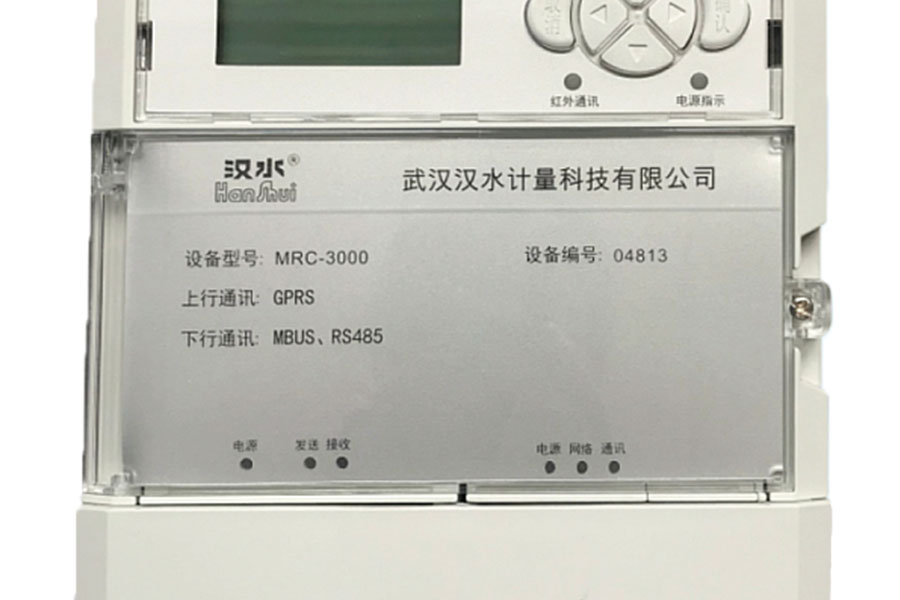 确认
红外通讯 电源指示
汉水®
HanShui
武汉汉水计量科技有限公司
设备型号: MRC-3000 设备编号: 04813
上行通讯: GPRS
下行通讯: MBUS、RS485
电源 发送 接收 电源 网络 通讯